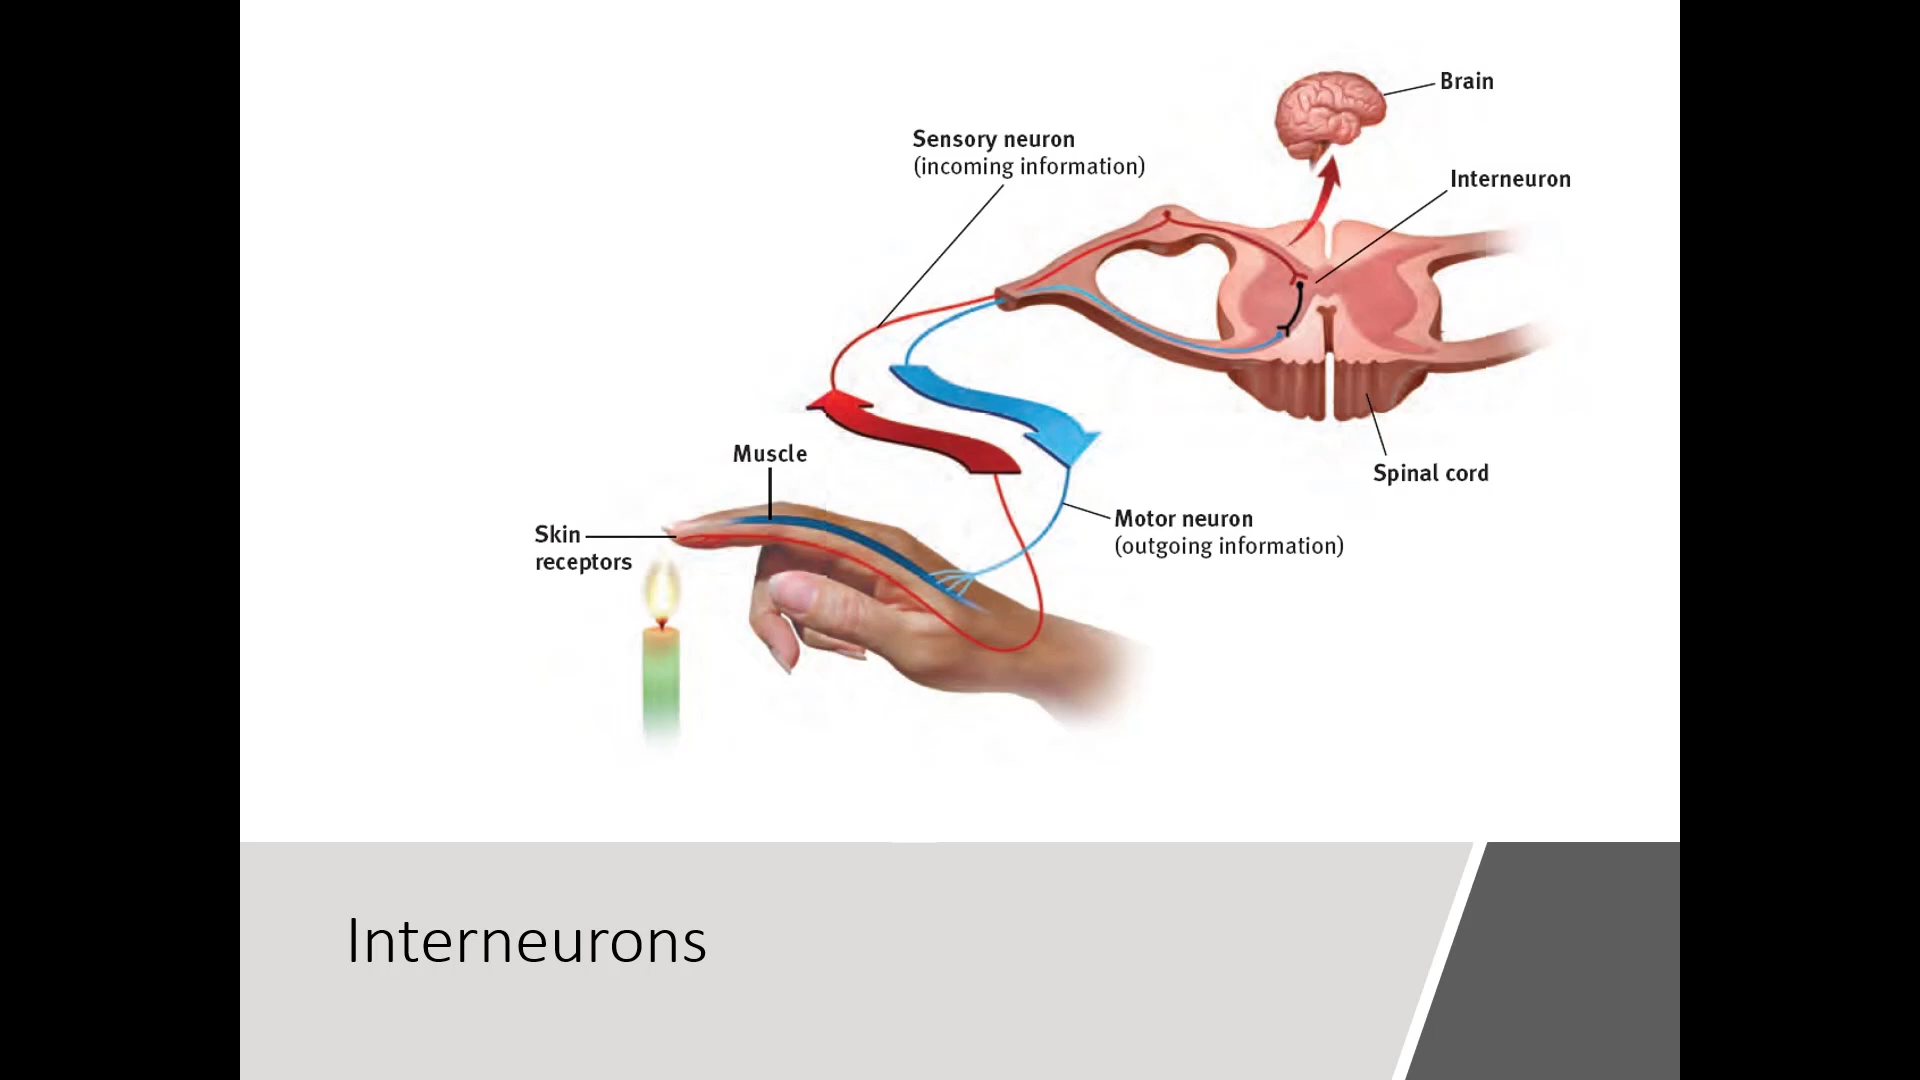 Brain
Sensory neuron
(incoming information)
Interneuron
Muscle
Spinal cord
Skin
receptors
Motor neuron
(outgoing information)
Interneurons